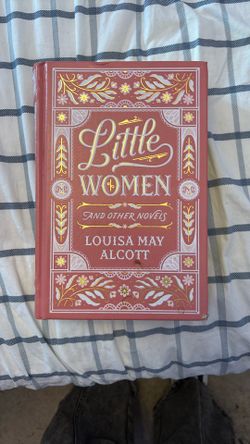 Little
WOMEN
AND OTHER NOVELS
LOUISA MAY
ALCOTT